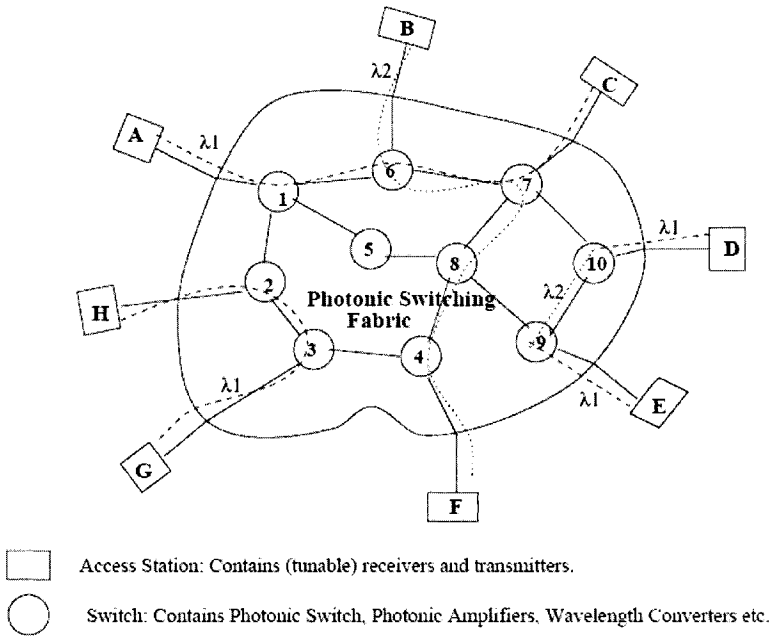 B
λ2
C
A
λ1
6
7
1
λ1
D
5
8
10
2
λ2
H
Photonic Switching
Fabric
3
4
9
λ1
λ1
E
G
F
Access Station: Contains (tunable) receivers and transmitters.
Switch: Contains Photonic Switch, Photonic Amplifiers, Wavelength Converters etc.